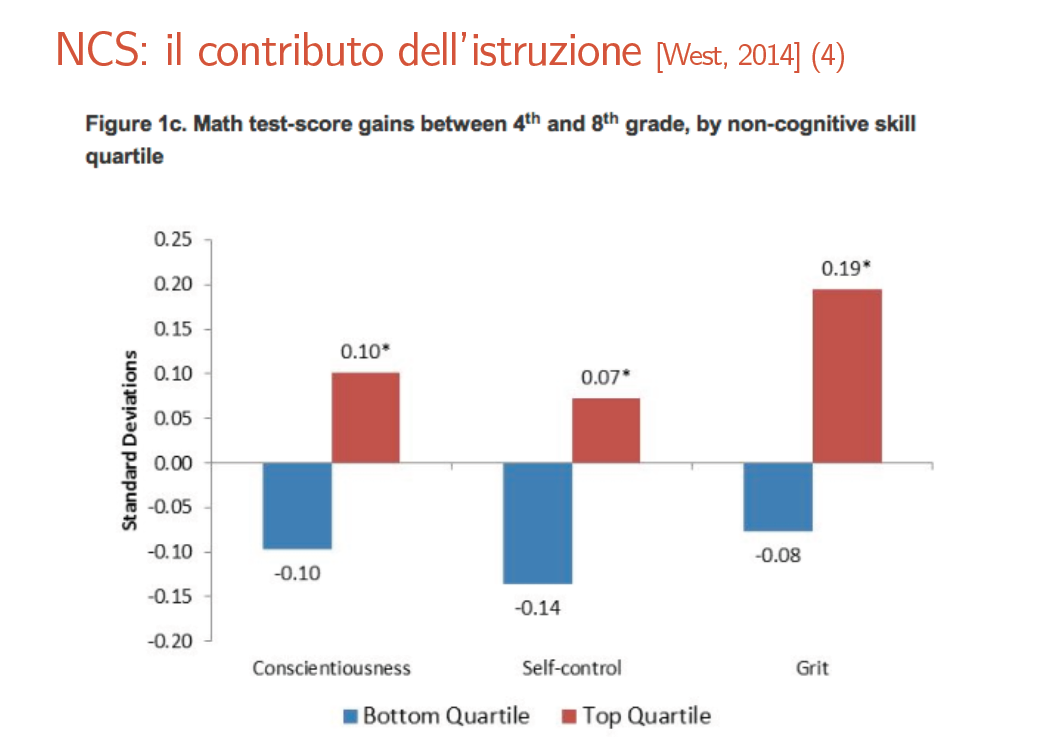 NCS: il contributo dell'istruzione [West, 2014] (4)
Figure 1c. Math test-score gains between 4th and 8th grade, by non-cognitive skill
quartile
Standard Deviations
0.25
0.20
0.15
0.10
0.05
0.00
-0.05
-0.10
-0.15
-0.20
0.10*
0.07*
0.19*
-0.10
-0.14
-0.08
Conscientiousness
Self-control
Grit
Bottom Quartile
Top Quartile